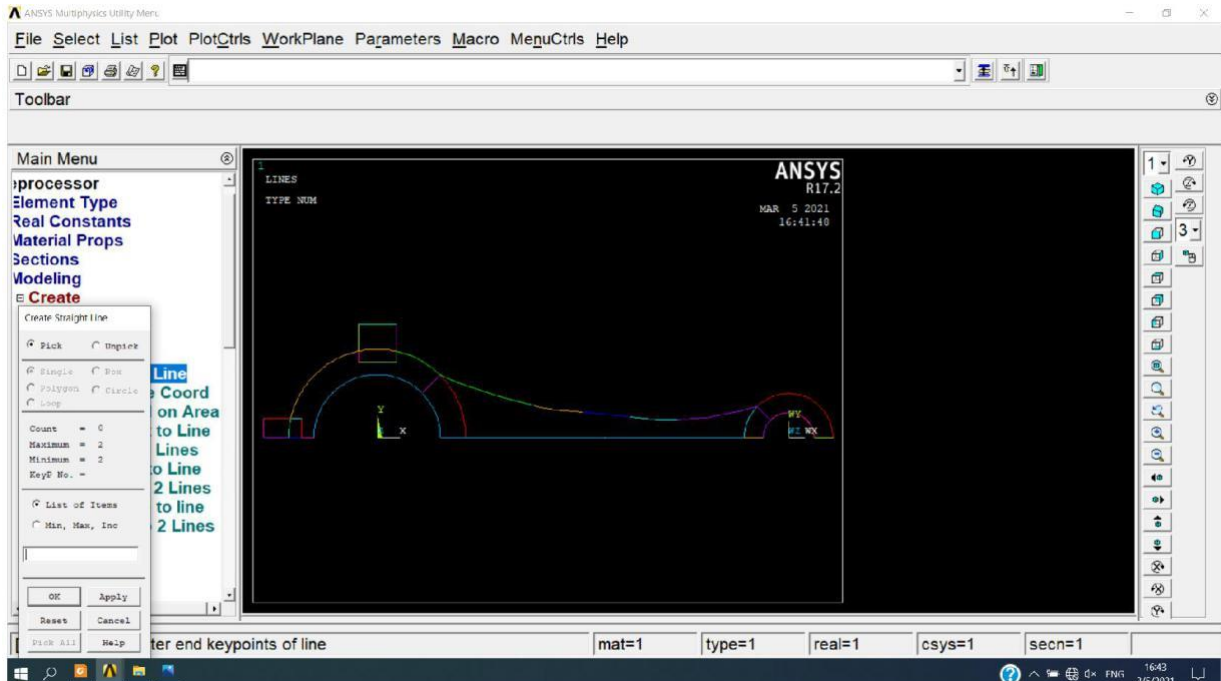 ANSYS Multiphysics Utility Menu
File Select List Plot PlotCtrls WorkPlane Parameters Macro MenuCtrls Help
Toolbar
Main Menu
eprocessor
Element Type
Real Constants
Material Props
Sections
Modeling
Create
Line
Coord
on Area
to Line
Lines
to Line
2 Lines
to line
2 Lines
Create Straight Line
Pick Unpick
Single Box
Polygon Circle
Loop
Count = 0
Maximum = 2
Minimum = 2
KeyP No. =
List of Items
Min, Max, Inc
OK Apply
Reset Cancel
Pick All Help
1
LINES
TYPE NUM
ANSYS
R17.2
MAR 5 2021
16:41:40
Y
X
WY
WZ WX
1
3
ter end keypoints of line
mat=1 type=1 real=1 csys=1 secn=1
ENG
16:43